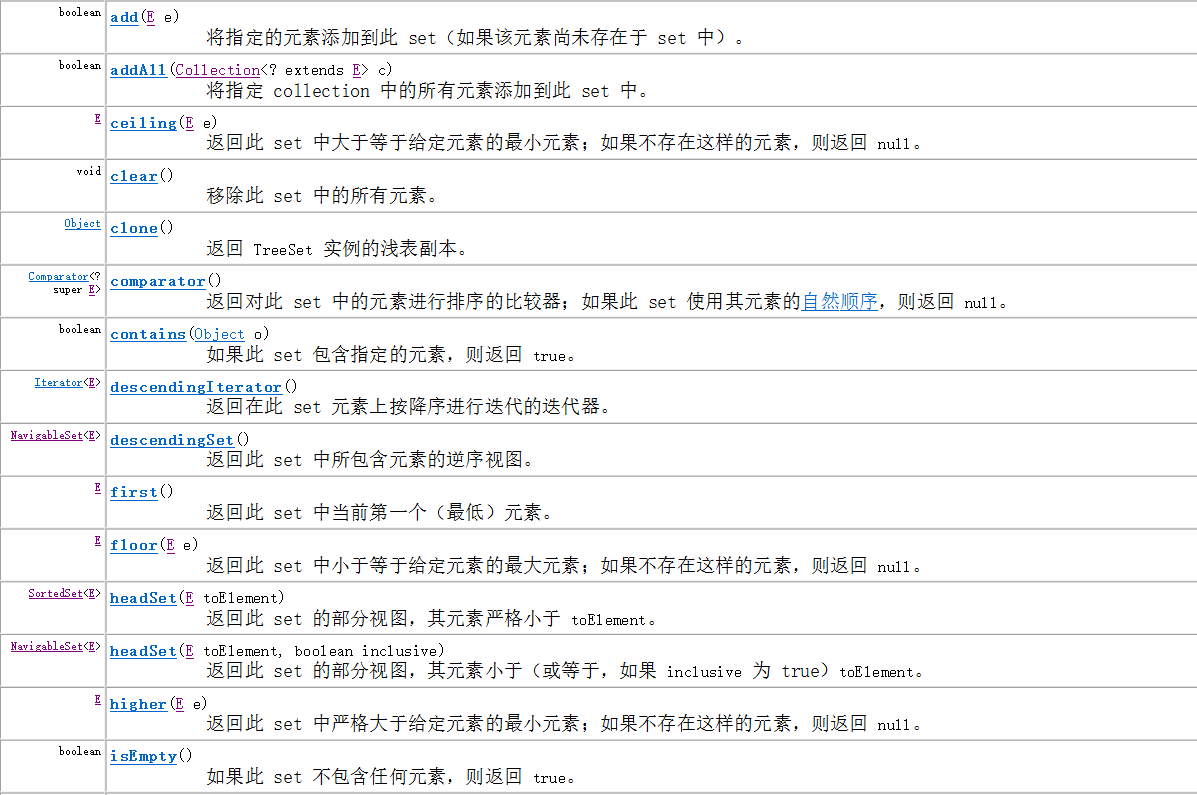 boolean add(E e)
将指定的元素添加到此 set（如果该元素尚未存在于 set 中）。
boolean addAll(Collection<? extends E> c)
将指定 collection 中的所有元素添加到此 set 中。
E ceiling(E e)
返回此 set 中大于等于给定元素的最小元素；如果不存在这样的元素，则返回 null。
void clear()
移除此 set 中的所有元素。
Object clone()
返回 TreeSet 实例的浅表副本。
Comparator<? comparator()
super E>
返回对此 set 中的元素进行排序的比较器；如果此 set 使用其元素的自然顺序，则返回 null。
boolean contains(Object o)
如果此 set 包含指定的元素，则返回 true。
Iterator<E> descendingIterator()
返回在此 set 元素上按降序进行迭代的迭代器。
NavigableSet<E> descendingSet()
返回此 set 中所包含元素的逆序视图。
E first()
返回此 set 中当前第一个（最低）元素。
E floor(E e)
返回此 set 中小于等于给定元素的最大元素；如果不存在这样的元素，则返回 null。
SortedSet<E> headSet(E toElement)
返回此 set 的部分视图，其元素严格小于 toElement。
NavigableSet<E> headSet(E toElement, boolean inclusive)
返回此 set 的部分视图，其元素小于（或等于，如果 inclusive 为 true）toElement。
E higher(E e)
返回此 set 中严格大于给定元素的最小元素；如果不存在这样的元素，则返回 null。
boolean isEmpty()
如果此 set 不包含任何元素，则返回 true。